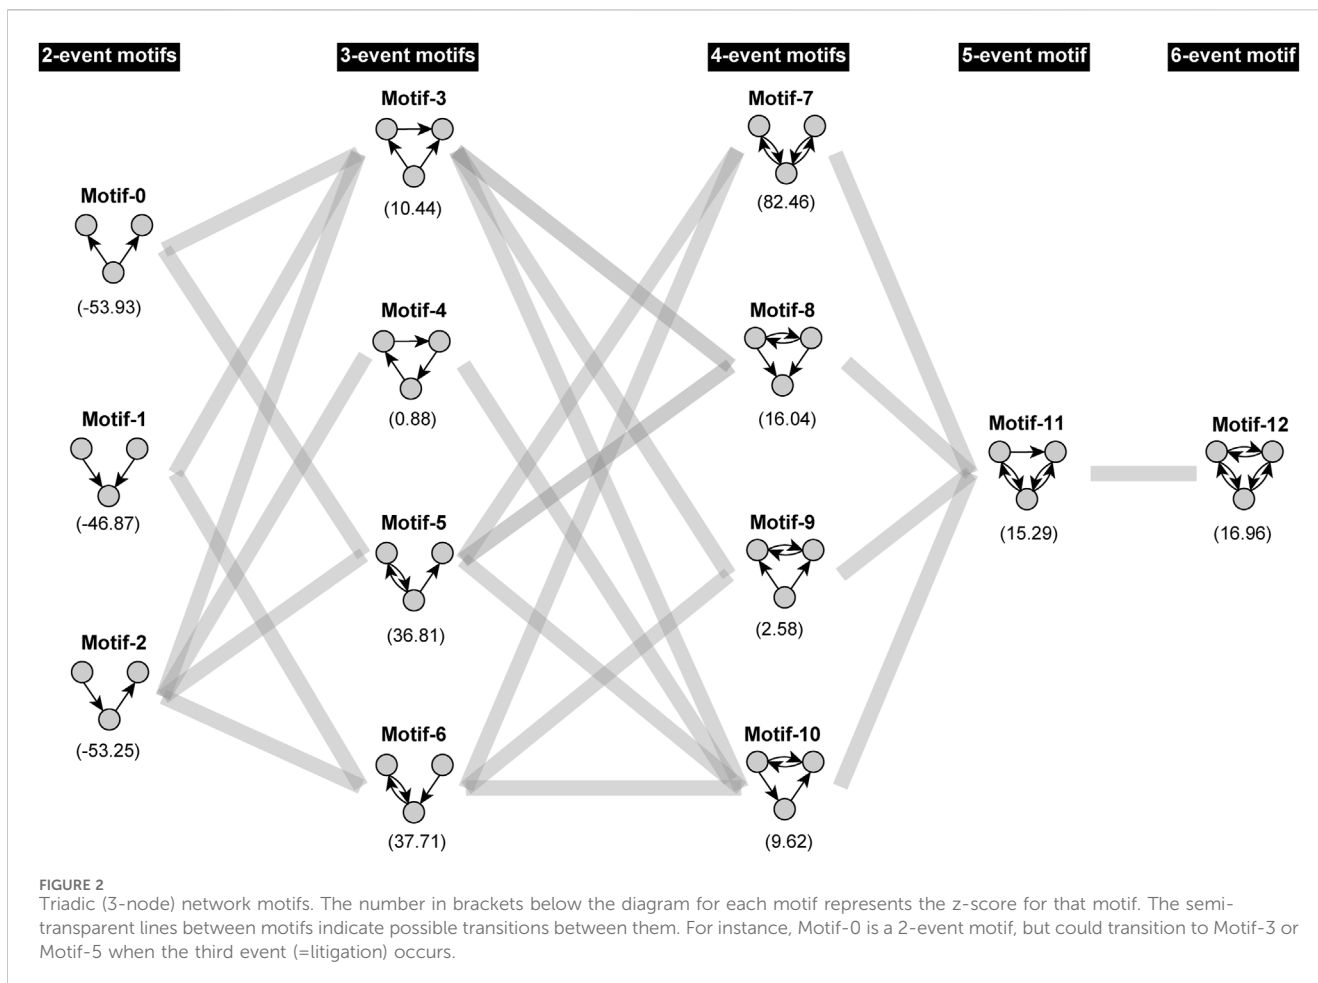 2-event motifs
3-event motifs
4-event motifs
5-event motif
6-event motif
Motif-0
(-53.93)
Motif-1
(-46.87)
Motif-2
(-53.25)
Motif-3
(10.44)
Motif-4
(0.88)
Motif-5
(36.81)
Motif-6
(37.71)
Motif-7
(82.46)
Motif-8
(16.04)
Motif-9
(2.58)
Motif-10
(9.62)
Motif-11
(15.29)
Motif-12
(16.96)
FIGURE 2
Triadic (3-node) network motifs. The number in brackets below the diagram for each motif represents the z-score for that motif. The semi-
transparent lines between motifs indicate possible transitions between them. For instance, Motif-0 is a 2-event motif, but could transition to Motif-3 or
Motif-5 when the third event (=litigation) occurs.